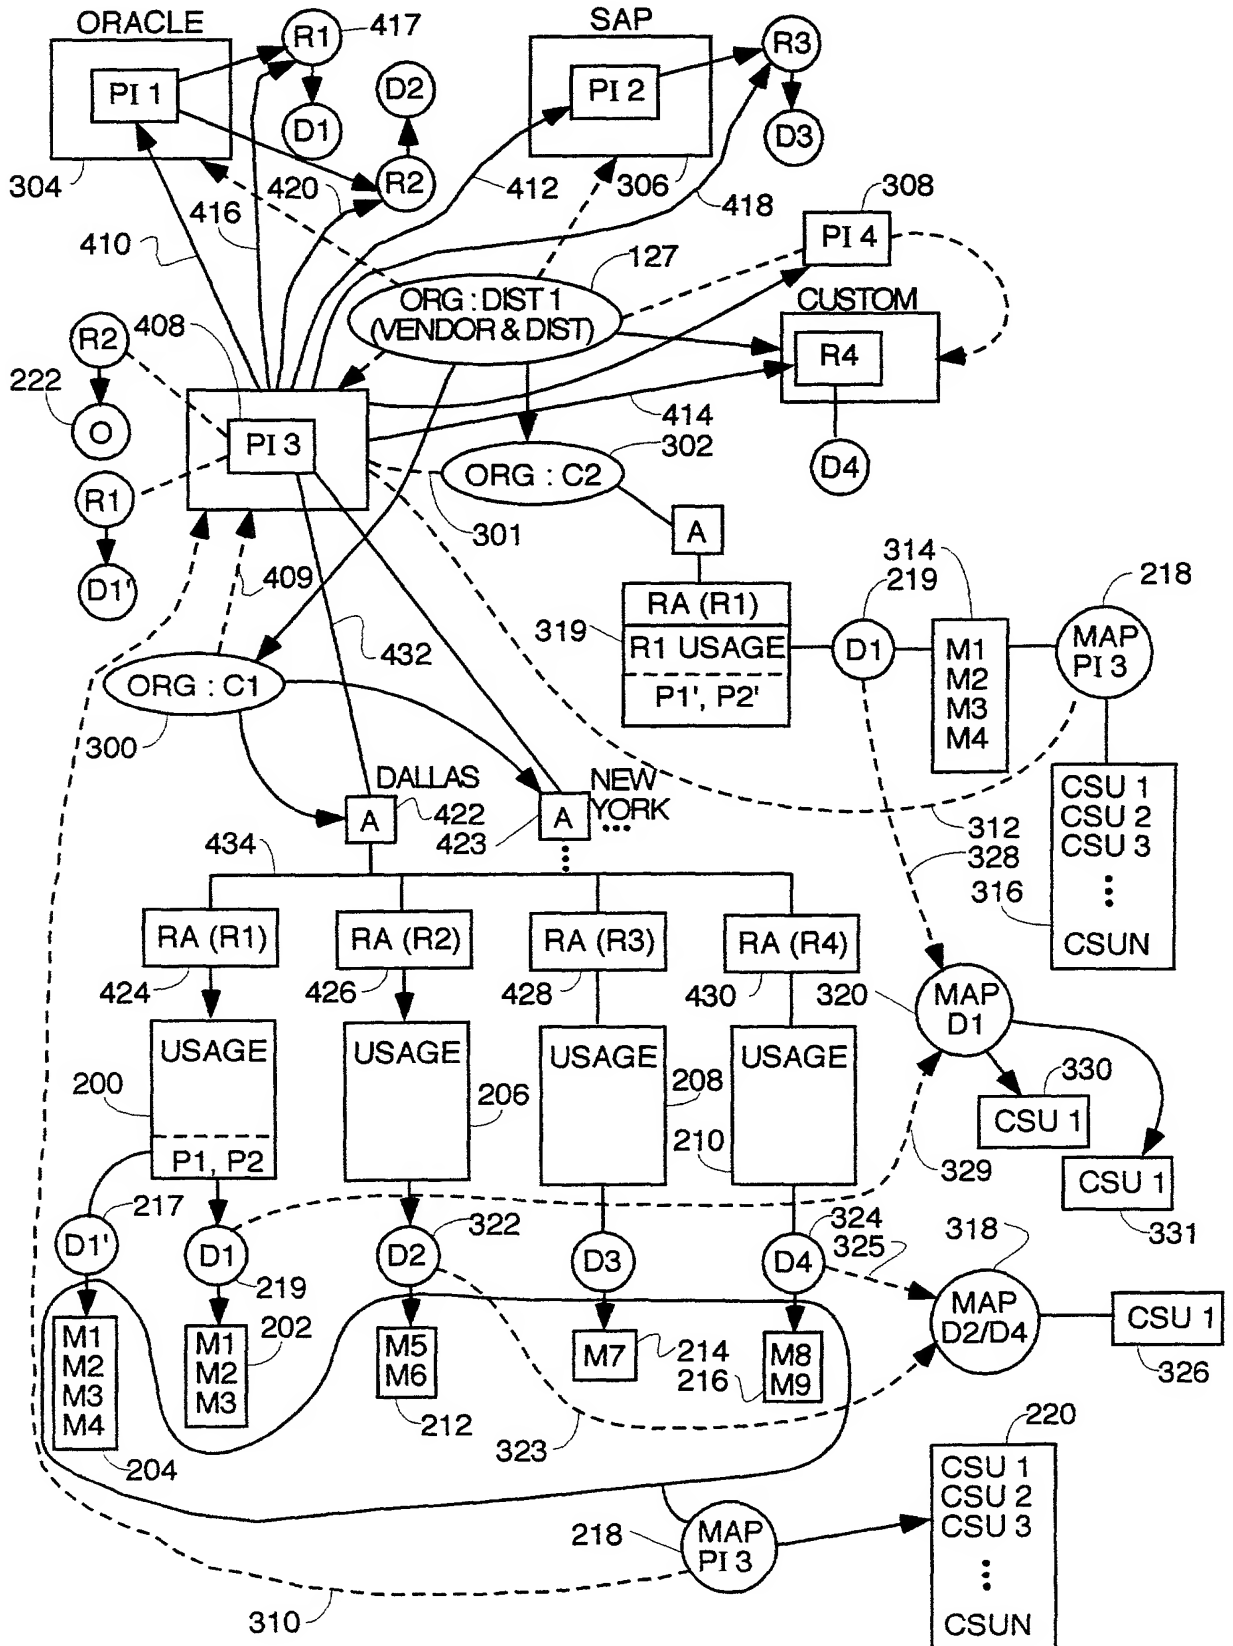 ORACLE
R1
417
SAP
R3
PI 1
D2
PI 2
D1
D3
304
R2
412
306
418
308
420
416
410
127
PI 4
ORG : DIST 1
(VENDOR & DIST)
CUSTOM
R2
408
R4
222
O
414
302
PI 3
ORG : C2
D4
R1
301
A
314
219
218
D1'
409
RA (R1)
319
R1 USAGE
P1', P2'
D1
M1
M2
M3
M4
MAP
PI 3
432
ORG : C1
300
DALLAS
NEW
YORK
...
CSU 1
CSU 2
CSU 3
...
CSUN
A
422
A
423
312
328
434
316
RA (R1)
RA (R2)
RA (R3)
RA (R4)
424
426
428
430
320
MAP
D1
USAGE
USAGE
USAGE
USAGE
330
200
206
208
CSU 1
210
P1, P2
329
CSU 1
217
322
324
318
331
325
D1'
D1
D2
D3
D4
219
MAP
D2/D4
CSU 1
M1
M2
M3
M4
M1
M2
M3
202
M5
M6
M7
214
216
M8
M9
326
212
323
220
204
CSU 1
CSU 2
CSU 3
...
CSUN
218
MAP
PI 3
310